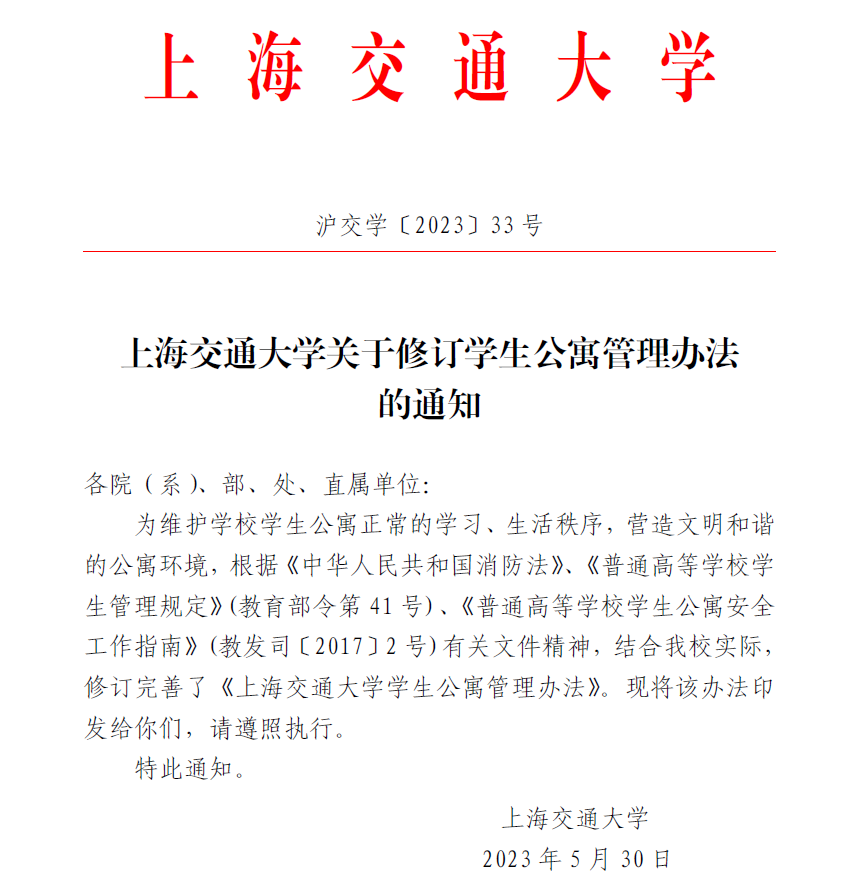 上海交通大学
沪交学〔2023〕33 号
上海交通大学关于修订学生公寓管理办法
的通知
各院（系）、部、处、直属单位：
为维护学校学生公寓正常的学习、生活秩序，营造文明和谐
的公寓环境，根据《中华人民共和国消防法》、《普通高等学校学
生管理规定》(教育部令第 41 号)、《普通高等学校学生公寓安全
工作指南》(教发司〔2017〕2 号)有关文件精神，结合我校实际，
修订完善了《上海交通大学学生公寓管理办法》。现将该办法印
发给你们，请遵照执行。
特此通知。
上海交通大学
2023 年 5 月 30 日